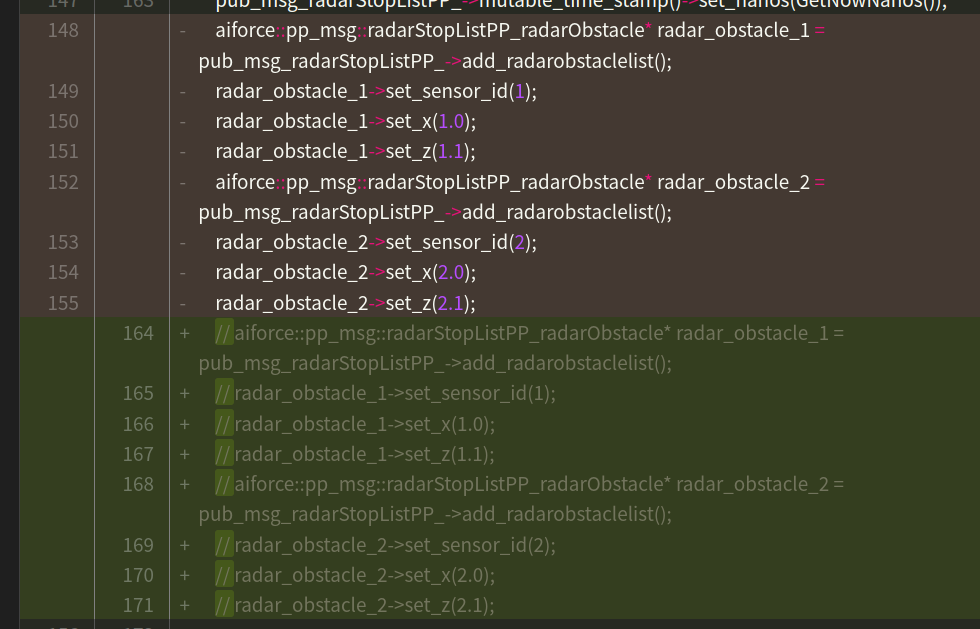 147 163 pub_msg_radarStopListPP_->mutable_time_stamp()->set_nanos(GetNowNanos());
148 - aiforce::pp_msg::radarStopListPP_radarObstacle* radar_obstacle_1 =
pub_msg_radarStopListPP_->add_radarobstaclelist();
149 - radar_obstacle_1->set_sensor_id(1);
150 - radar_obstacle_1->set_x(1.0);
151 - radar_obstacle_1->set_z(1.1);
152 - aiforce::pp_msg::radarStopListPP_radarObstacle* radar_obstacle_2 =
pub_msg_radarStopListPP_->add_radarobstaclelist();
153 - radar_obstacle_2->set_sensor_id(2);
154 - radar_obstacle_2->set_x(2.0);
155 - radar_obstacle_2->set_z(2.1);
164 + //aiforce::pp_msg::radarStopListPP_radarObstacle* radar_obstacle_1 =
pub_msg_radarStopListPP_->add_radarobstaclelist();
165 + //radar_obstacle_1->set_sensor_id(1);
166 + //radar_obstacle_1->set_x(1.0);
167 + //radar_obstacle_1->set_z(1.1);
168 + //aiforce::pp_msg::radarStopListPP_radarObstacle* radar_obstacle_2 =
pub_msg_radarStopListPP_->add_radarobstaclelist();
169 + //radar_obstacle_2->set_sensor_id(2);
170 + //radar_obstacle_2->set_x(2.0);
171 + //radar_obstacle_2->set_z(2.1);